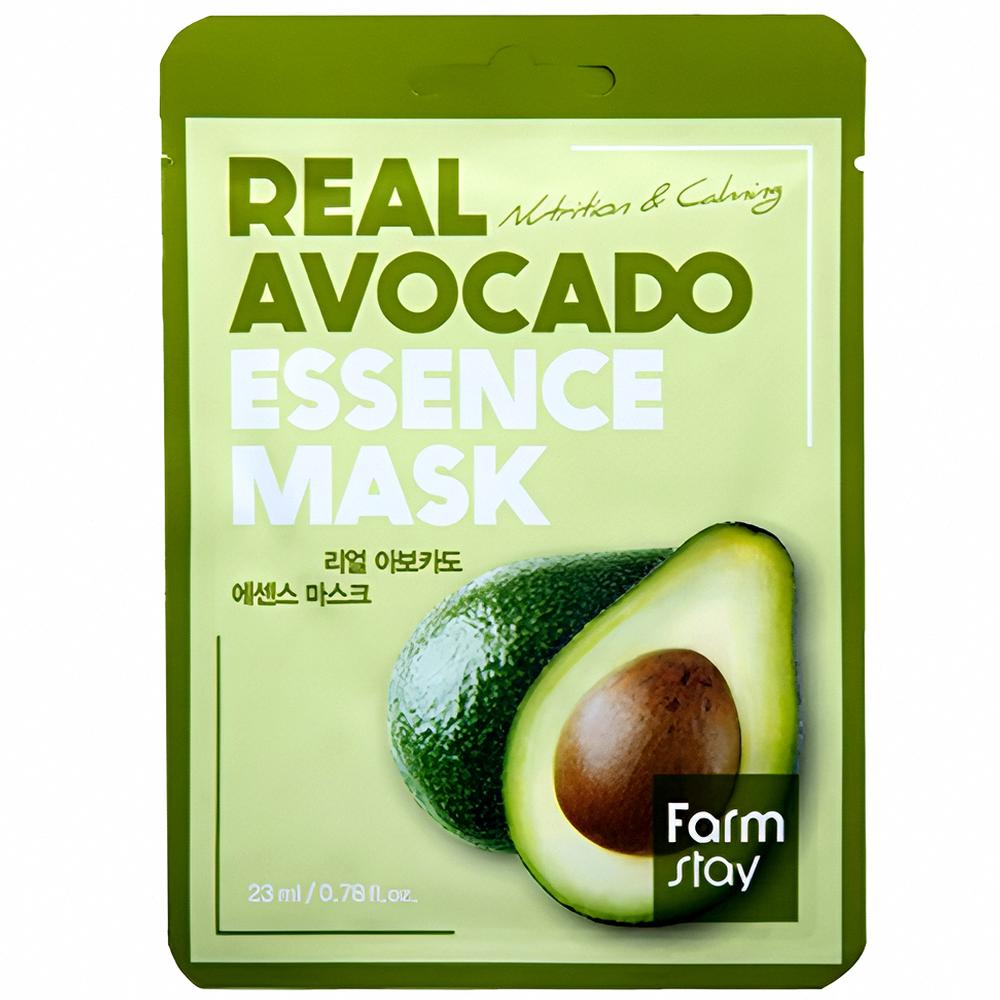 REAL
Nutrition & Calming
AVOCADO
ESSENCE
MASK
리얼 아보카도
에센스 마스크
23 ml / 0.78 fl.oz.
Farm
stay